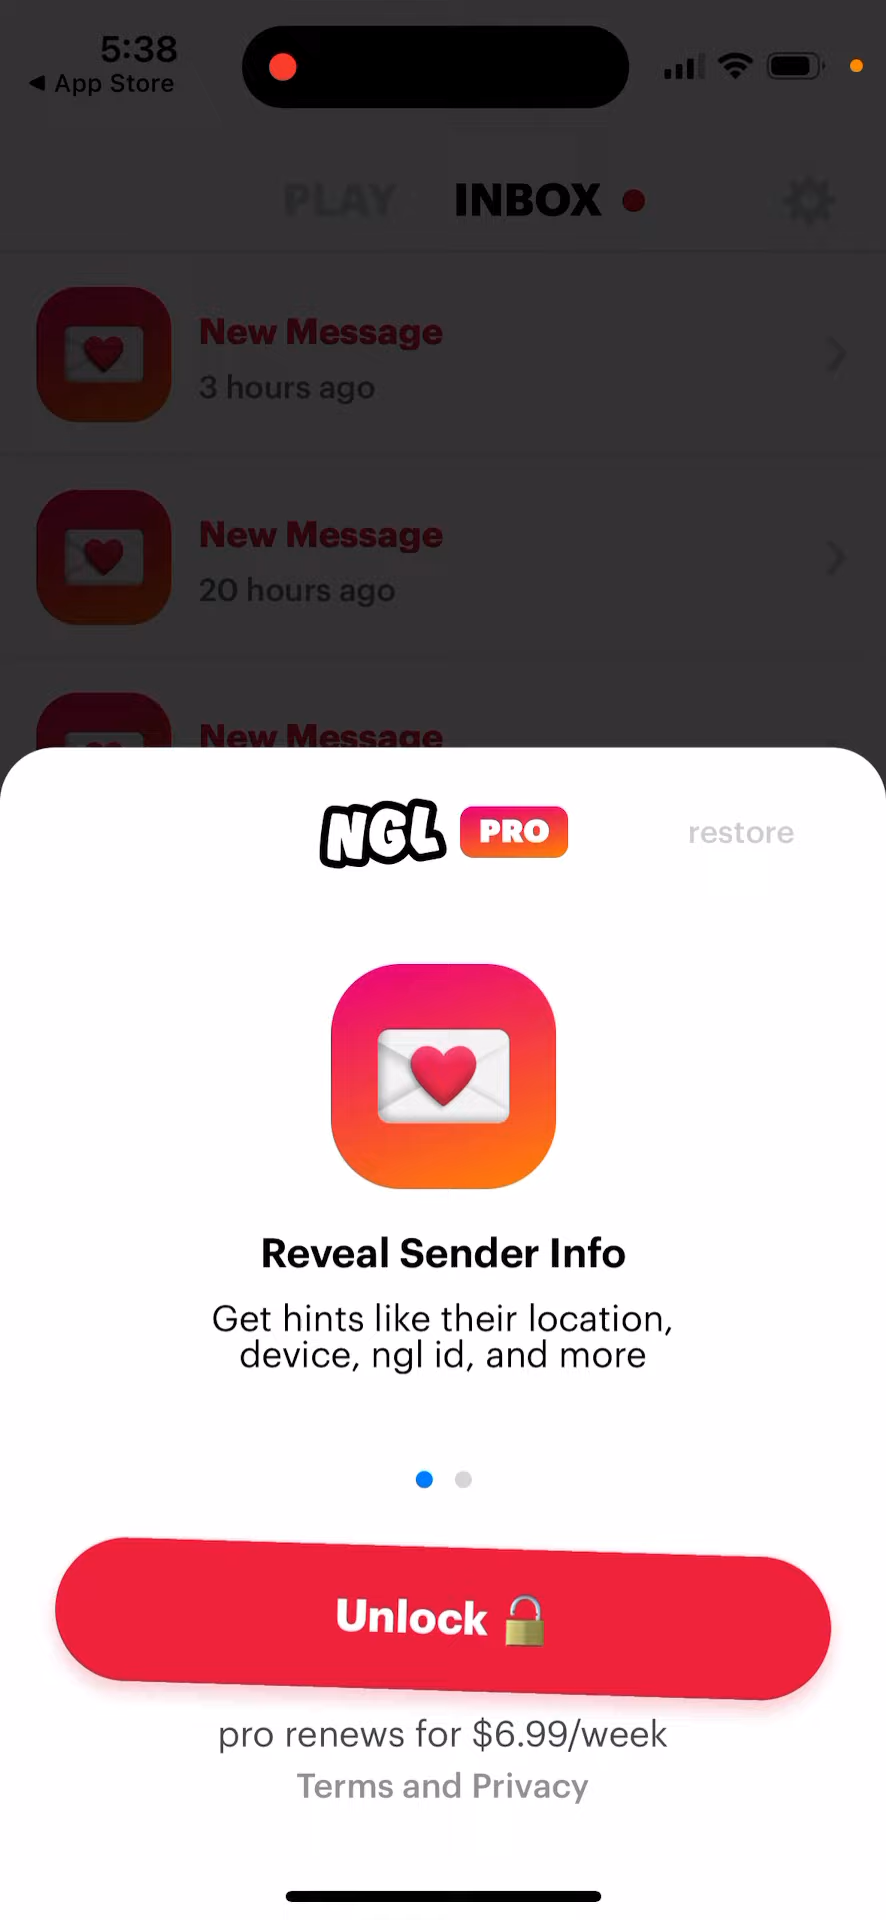 5:38
App Store
PLAY INBOX
New Message
3 hours ago
New Message
20 hours ago
New Message
NGL PRO
restore
Reveal Sender Info
Get hints like their location,
device, ngl id, and more
Unlock
pro renews for $6.99/week
Terms and Privacy